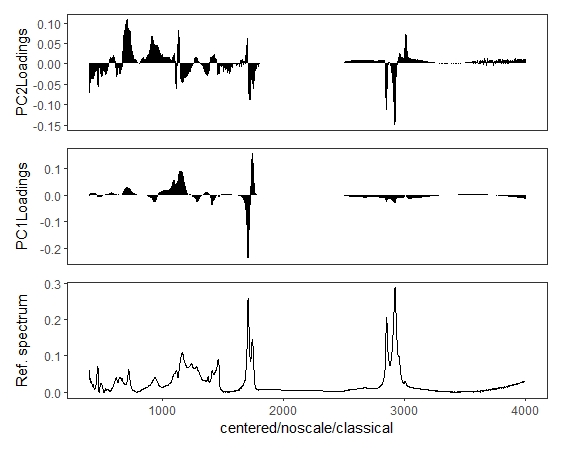 PC2Loadings
0.10
0.05
0.00
-0.05
-0.10
-0.15
PC1Loadings
0.1
0.0
-0.1
-0.2
Ref. spectrum
0.3
0.2
0.1
0.0
1000 2000 3000 4000
centered/noscale/classical